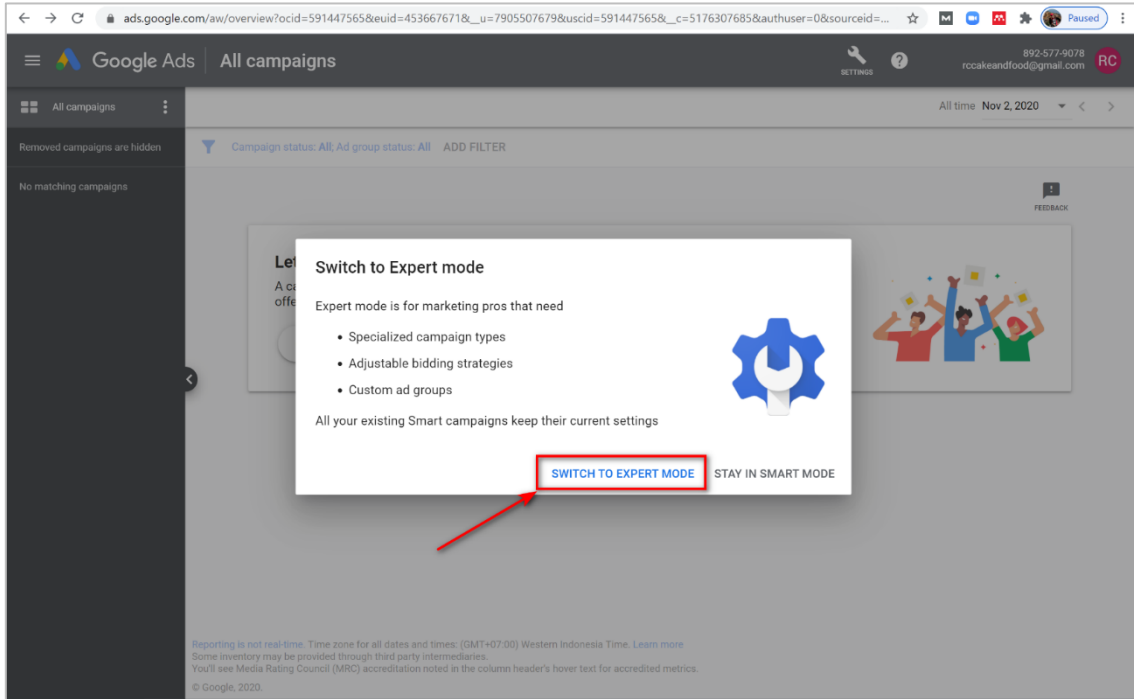 ads.google.com/aw/overview?ocid=591447565&euid=453667671&__u=7905507679&uscid=591447565&__c=5176307685&authuser=0&sourceid=...
Paused
Google Ads
All campaigns
SETTINGS
892-577-9078
rccakeandfood@gmail.com
RC
All campaigns
All time Nov 2, 2020
Removed campaigns are hidden
Campaign status: All; Ad group status: All ADD FILTER
No matching campaigns
FEEDBACK
Switch to Expert mode
Expert mode is for marketing pros that need
• Specialized campaign types
• Adjustable bidding strategies
• Custom ad groups
All your existing Smart campaigns keep their current settings
SWITCH TO EXPERT MODE STAY IN SMART MODE
Reporting is not real-time. Time zone for all dates and times: (GMT+07:00) Western Indonesia Time. Learn more
Some inventory may be provided through third party intermediaries.
You'll see Media Rating Council (MRC) accreditation noted in the column header's hover text for accredited metrics.
© Google, 2020.